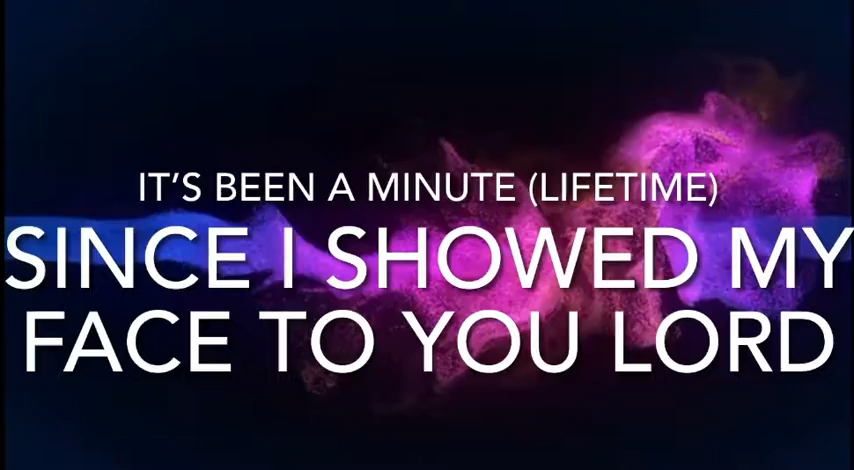 IT’S BEEN A MINUTE (LIFETIME)
SINCE I SHOWED MY
FACE TO YOU LORD